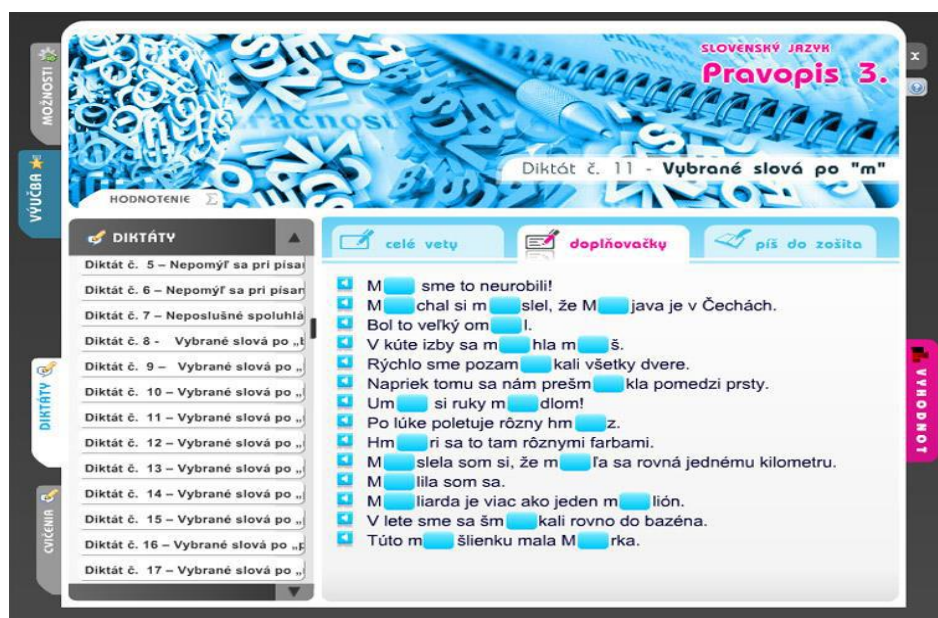 MOŽNOSTI
VÝUČBA
DIKTÁTY
CVIČENIA
SLOVENSKÝ JAZYK
Pravopis 3.
x
?
Diktát č. 11 - Vybrané slová po "m"
HODNOTENIE Σ
DIKTÁTY
Diktát č. 5 – Nepomýľ sa pri písa
Diktát č. 6 – Nepomýľ sa pri písan
Diktát č. 7 – Neposlušné spoluhlá
Diktát č. 8 - Vybrané slová po „b
Diktát č. 9 – Vybrané slová po „
Diktát č. 10 – Vybrané slová po „
Diktát č. 11 – Vybrané slová po „
Diktát č. 12 – Vybrané slová po „
Diktát č. 13 – Vybrané slová po „
Diktát č. 14 – Vybrané slová po „
Diktát č. 15 – Vybrané slová po „
Diktát č. 16 – Vybrané slová po „p
Diktát č. 17 – Vybrané slová po „
celé vety
doplňovačky
píš do zošita
M sme to neurobili!
M chal si m slel, že M java je v Čechách.
Bol to veľký om l.
V kúte izby sa m hla m š.
Rýchlo sme pozam kali všetky dvere.
Napriek tomu sa nám prešm kla pomedzi prsty.
Um si ruky m dlom!
Po lúke poletuje rôzny hm z.
Hm ri sa to tam rôznymi farbami.
M slela som si, že m ľa sa rovná jednému kilometru.
M lila som sa.
M liarda je viac ako jeden m lión.
V lete sme sa šm kali rovno do bazéna.
Túto m šlienku mala M rka.
VYHODNOŤ